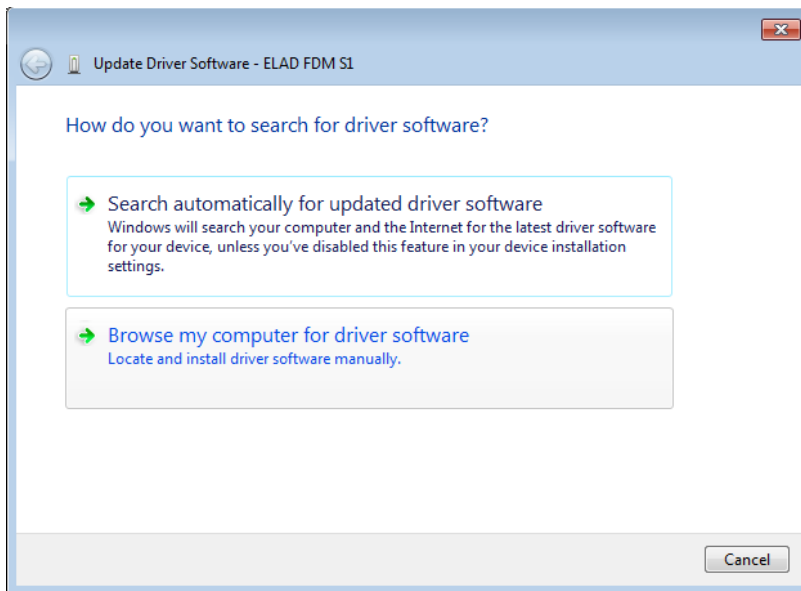 Update Driver Software - ELAD FDM S1
How do you want to search for driver software?
Search automatically for updated driver software
Windows will search your computer and the Internet for the latest driver software
for your device, unless you've disabled this feature in your device installation
settings.
Browse my computer for driver software
Locate and install driver software manually.
Cancel